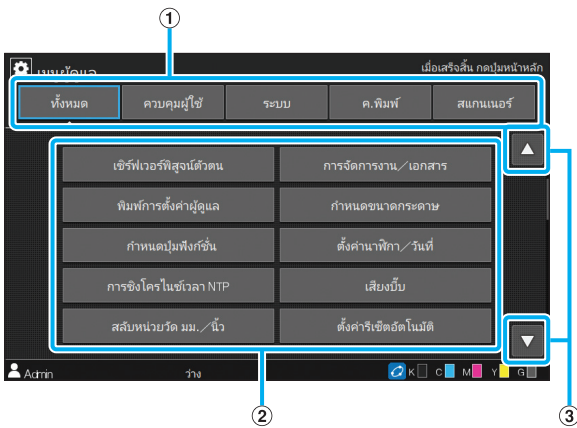 ①
เมนูผู้ดูแล
เมื่อเสร็จสิ้น กดปุ่มหน้าหลัก
ทั้งหมด ควบคุมผู้ใช้ ระบบ ค.พิมพ์ สแกนเนอร์
เซิร์ฟเวอร์พิสูจน์ตัวตน การจัดการงาน／เอกสาร
พิมพ์การตั้งค่าผู้ดูแล กำหนดขนาดกระดาษ
กำหนดปุ่มฟังก์ชั่น ตั้งค่านาฬิกา／วันที่
การซิงโครไนซ์เวลา NTP เสียงบี๊บ
สลับหน่วยวัด มม.／นิ้ว ตั้งค่ารีเซ็ตอัตโนมัติ
Admin ว่าง K C M Y G
② ③